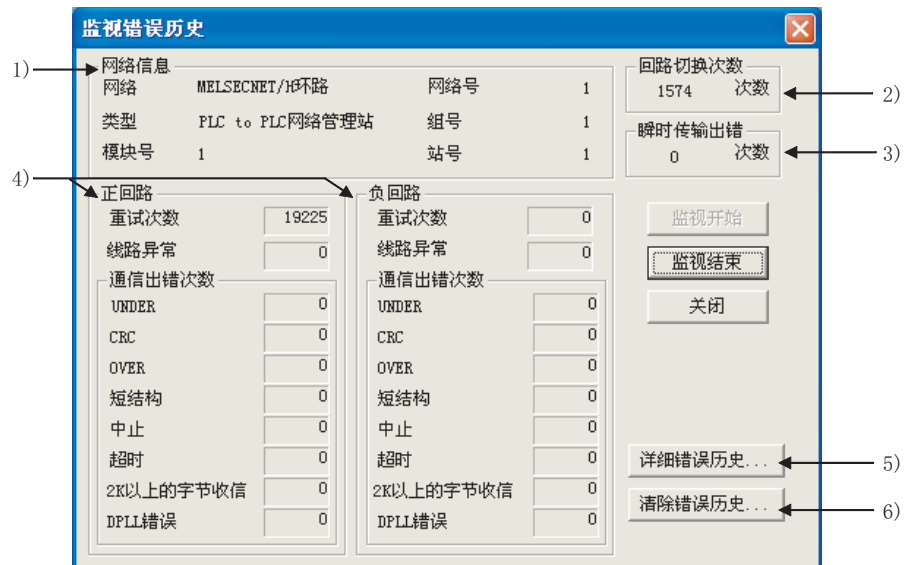 监视错误历史
1)
网络信息
网络 MELSECNET/H环路 网络号 1
类型 PLC to PLC网络管理站 组号 1
模块号 1 站号 1
回路切换次数
1574 次数
2)
瞬时传输出错
0 次数
3)
4)
正回路
重试次数 19225
线路异常 0
通信出错次数
UNDER 0
CRC 0
OVER 0
短结构 0
中止 0
超时 0
2K以上的字节收信 0
DPLL错误 0
负回路
重试次数 0
线路异常 0
通信出错次数
UNDER 0
CRC 0
OVER 0
短结构 0
中止 0
超时 0
2K以上的字节收信 0
DPLL错误 0
监视开始
监视结束
关闭
详细错误历史...
5)
清除错误历史...
6)